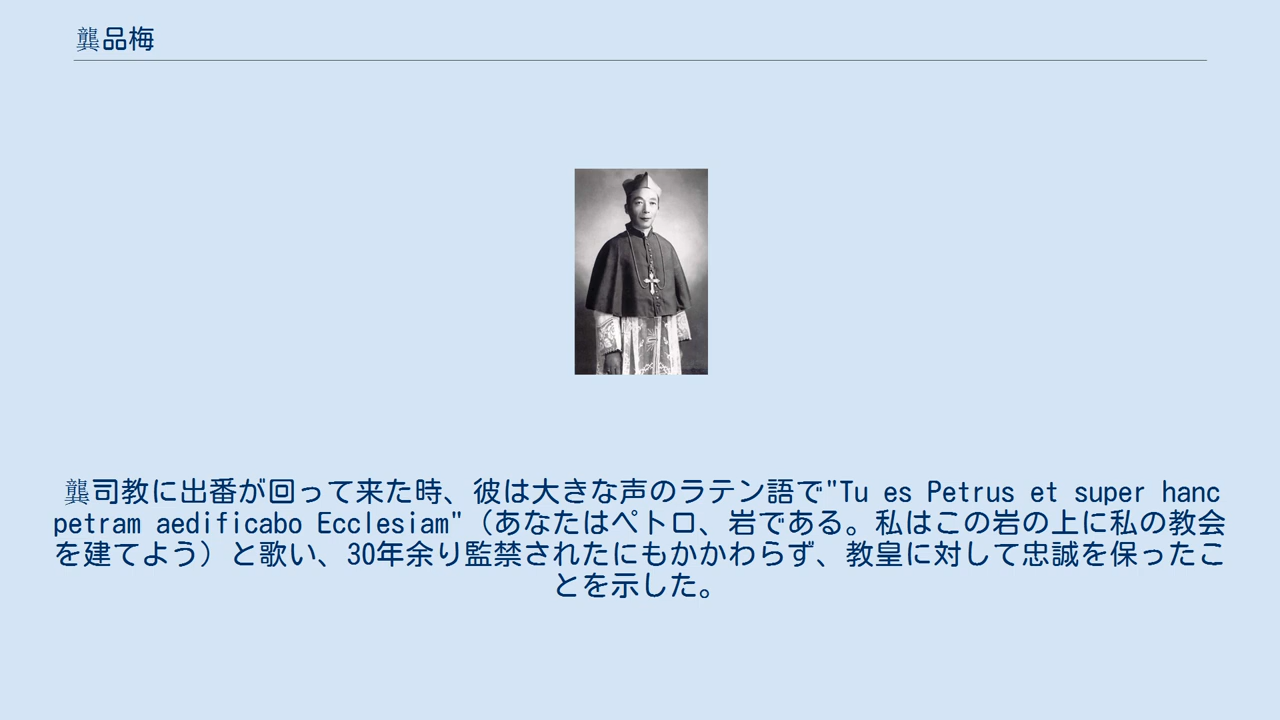 龔品梅
龔司教に出番が回って来た時、彼は大きな声のラテン語で"Tu es Petrus et super hanc
petram aedificabo Ecclesiam"（あなたはペトロ、岩である。私はこの岩の上に私の教会
を建てよう）と歌い、30年余り監禁されたにもかかわらず、教皇に対して忠誠を保ったこ
とを示した。